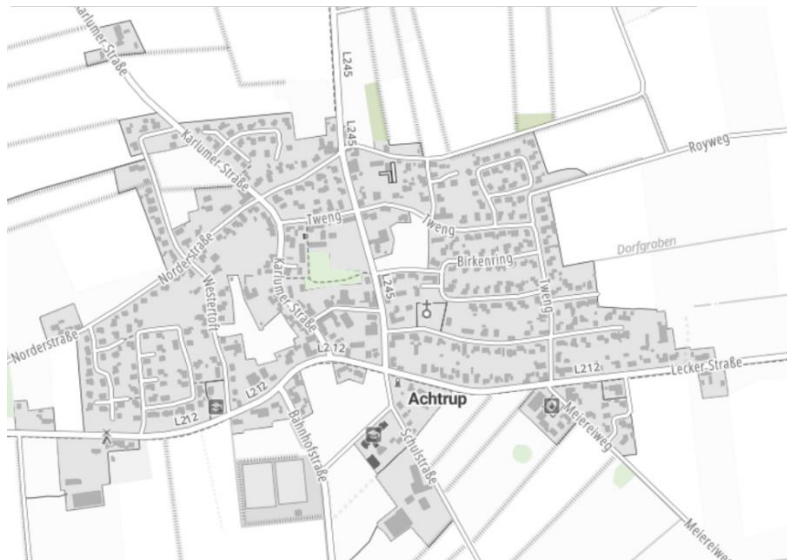 Karlumer Straße
L245
L245
Karlumer Straße
Royweg
Tweng
Tweng
Norderstraße
Dorfgraben
Birkenring
Karlumer Straße
Westertoft
Tweng
L245
Norderstraße
L212
Lecker Straße
L212
L212
L212
Achtrup
Bahnhofstraße
Meiereiweg
Schulstraße
Meiereiweg